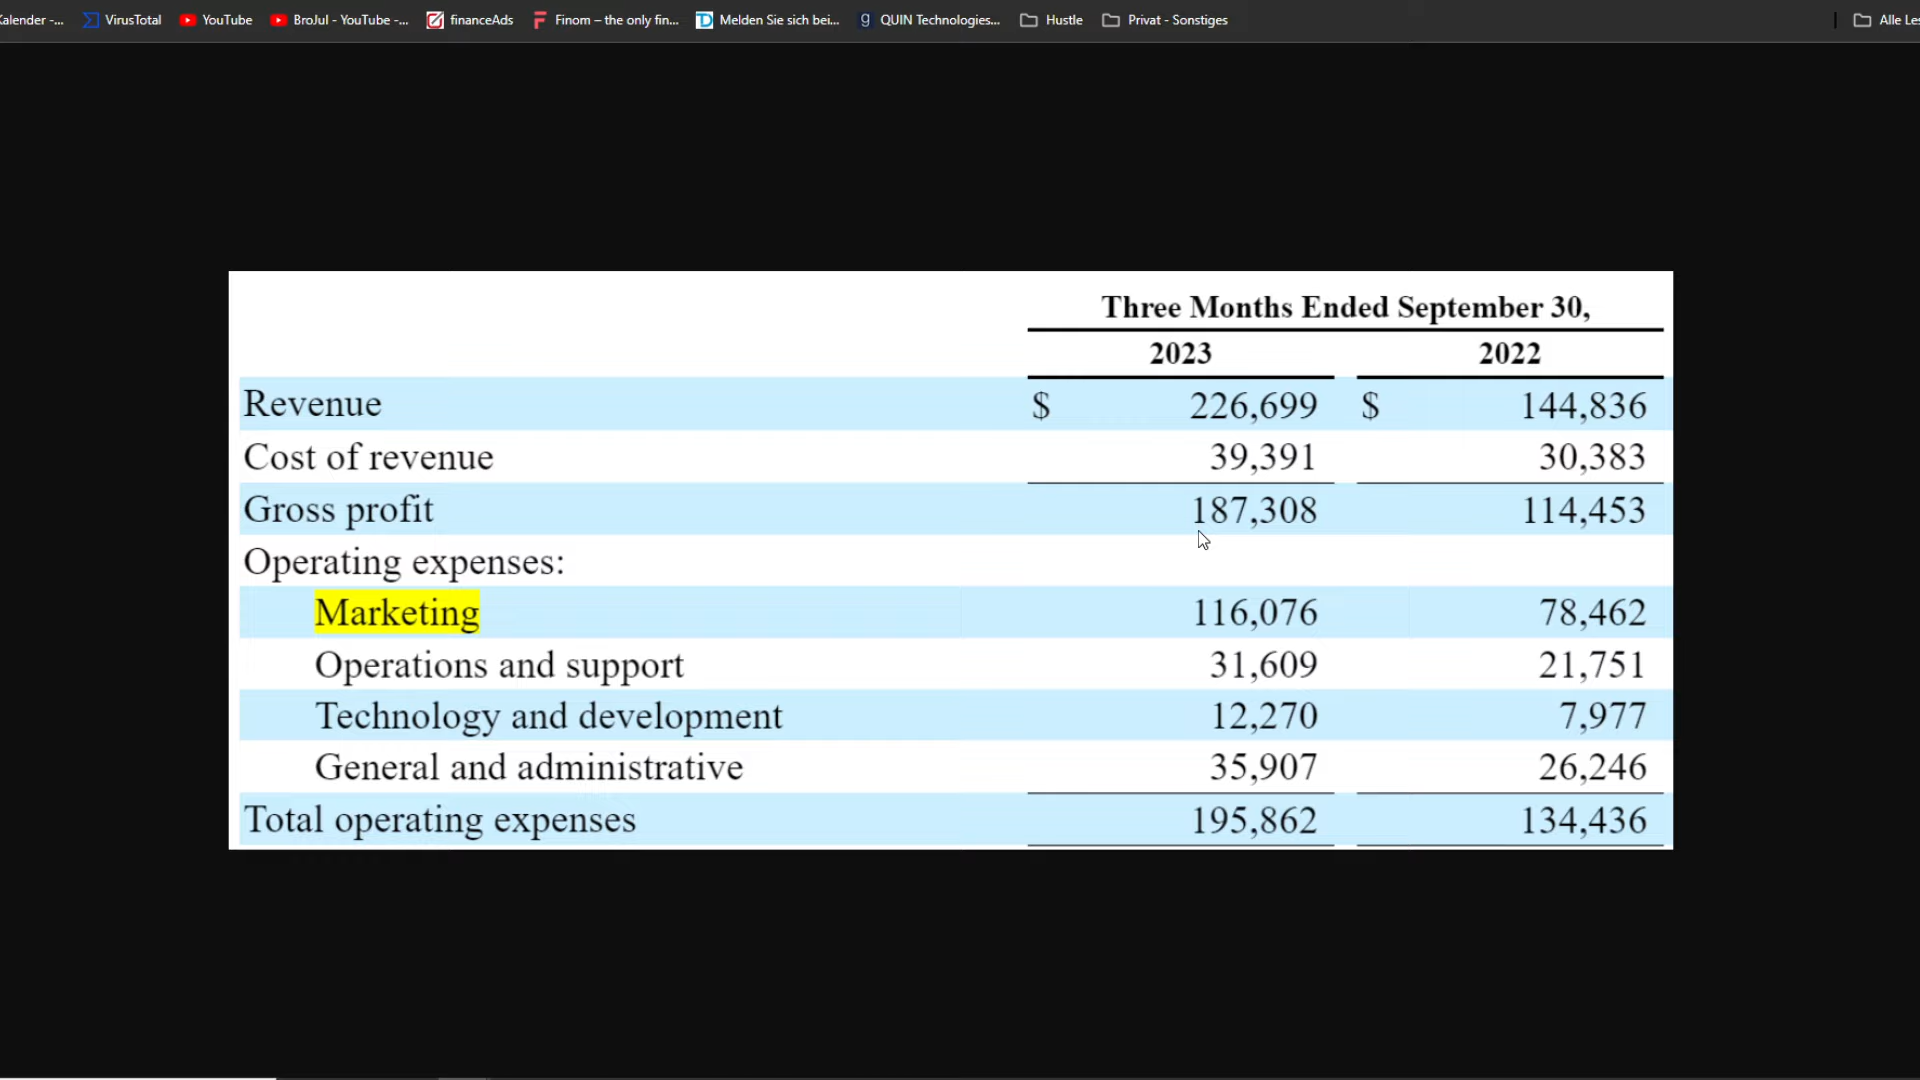 Kalender -... VirusTotal YouTube BroJul - YouTube -... financeAds Finom – the only fin... Melden Sie sich bei... QUIN Technologies... Hustle Privat - Sonstiges Alle Les
Three Months Ended September 30,
2023 2022
Revenue $ 226,699 $ 144,836
Cost of revenue 39,391 30,383
Gross profit 187,308 114,453
Operating expenses:
Marketing 116,076 78,462
Operations and support 31,609 21,751
Technology and development 12,270 7,977
General and administrative 35,907 26,246
Total operating expenses 195,862 134,436